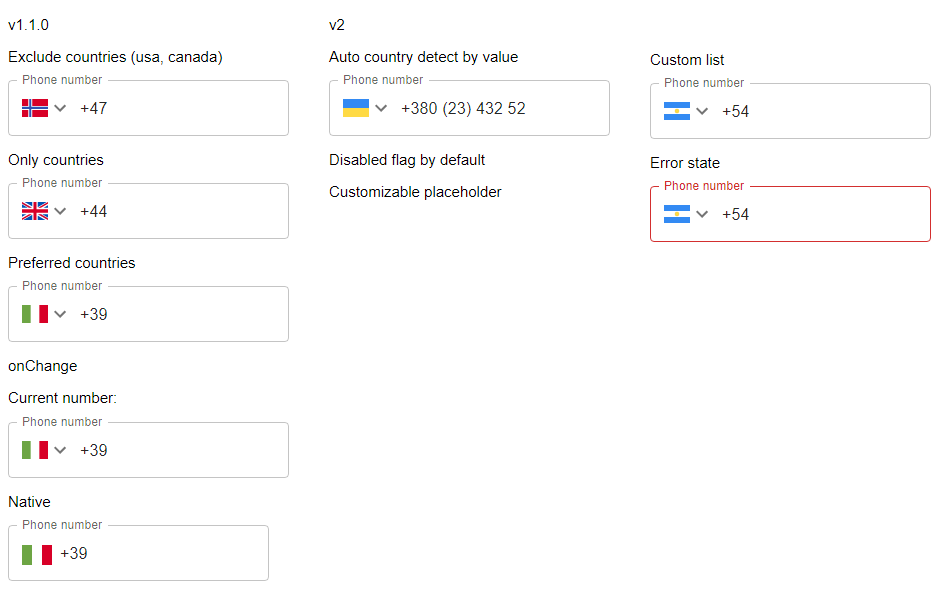 v1.1.0
Exclude countries (usa, canada)
Phone number
+47
Only countries
Phone number
+44
Preferred countries
Phone number
+39
onChange
Current number:
Phone number
+39
Native
Phone number
+39
v2
Auto country detect by value
Phone number
+380 (23) 432 52
Disabled flag by default
Customizable placeholder
Custom list
Phone number
+54
Error state
Phone number
+54